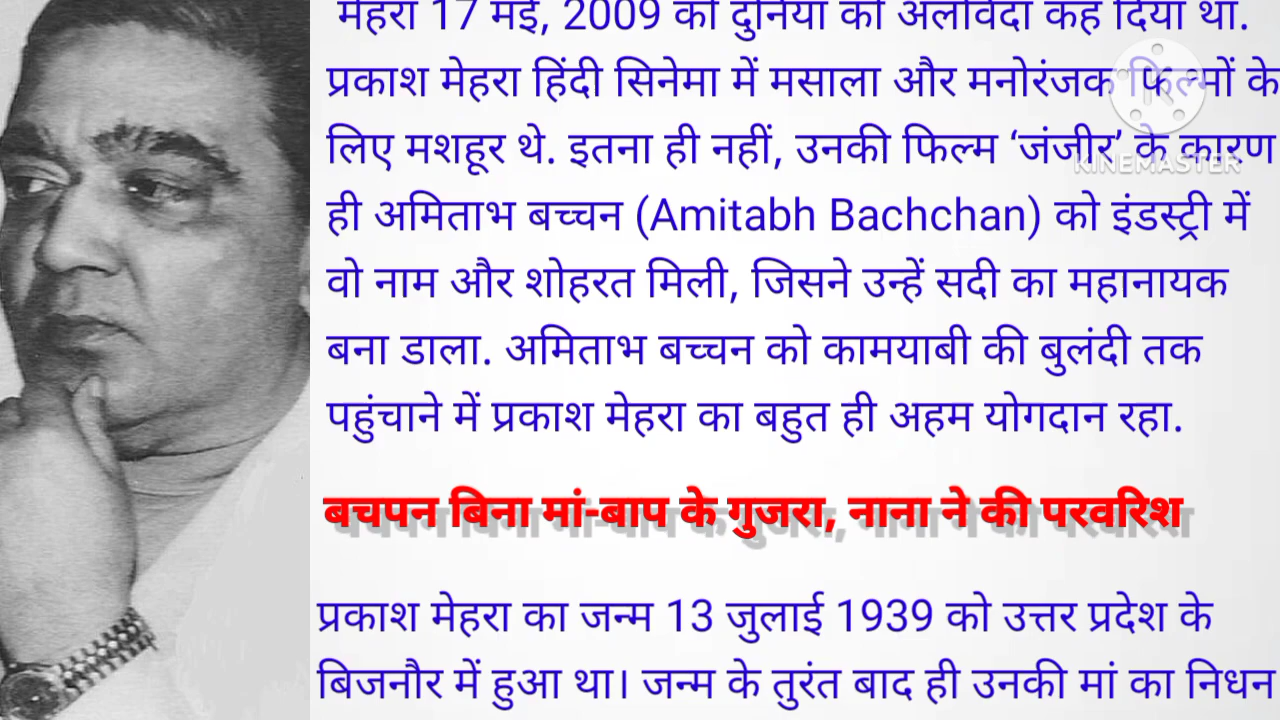 मेहरा 17 मई, 2009 को दुनिया को अलविदा कह दिया था.
प्रकाश मेहरा हिंदी सिनेमा में मसाला और मनोरंजक फिल्मों के
लिए मशहूर थे. इतना ही नहीं, उनकी फिल्म ‘जंजीर’ के कारण
KINEMASTER
ही अमिताभ बच्चन (Amitabh Bachchan) को इंडस्ट्री में
वो नाम और शोहरत मिली, जिसने उन्हें सदी का महानायक
बना डाला. अमिताभ बच्चन को कामयाबी की बुलंदी तक
पहुंचाने में प्रकाश मेहरा का बहुत ही अहम योगदान रहा.
बचपन बिना मां-बाप के गुजरा, नाना ने की परवरिश
प्रकाश मेहरा का जन्म 13 जुलाई 1939 को उत्तर प्रदेश के
बिजनौर में हुआ था। जन्म के तुरंत बाद ही उनकी मां का निधन